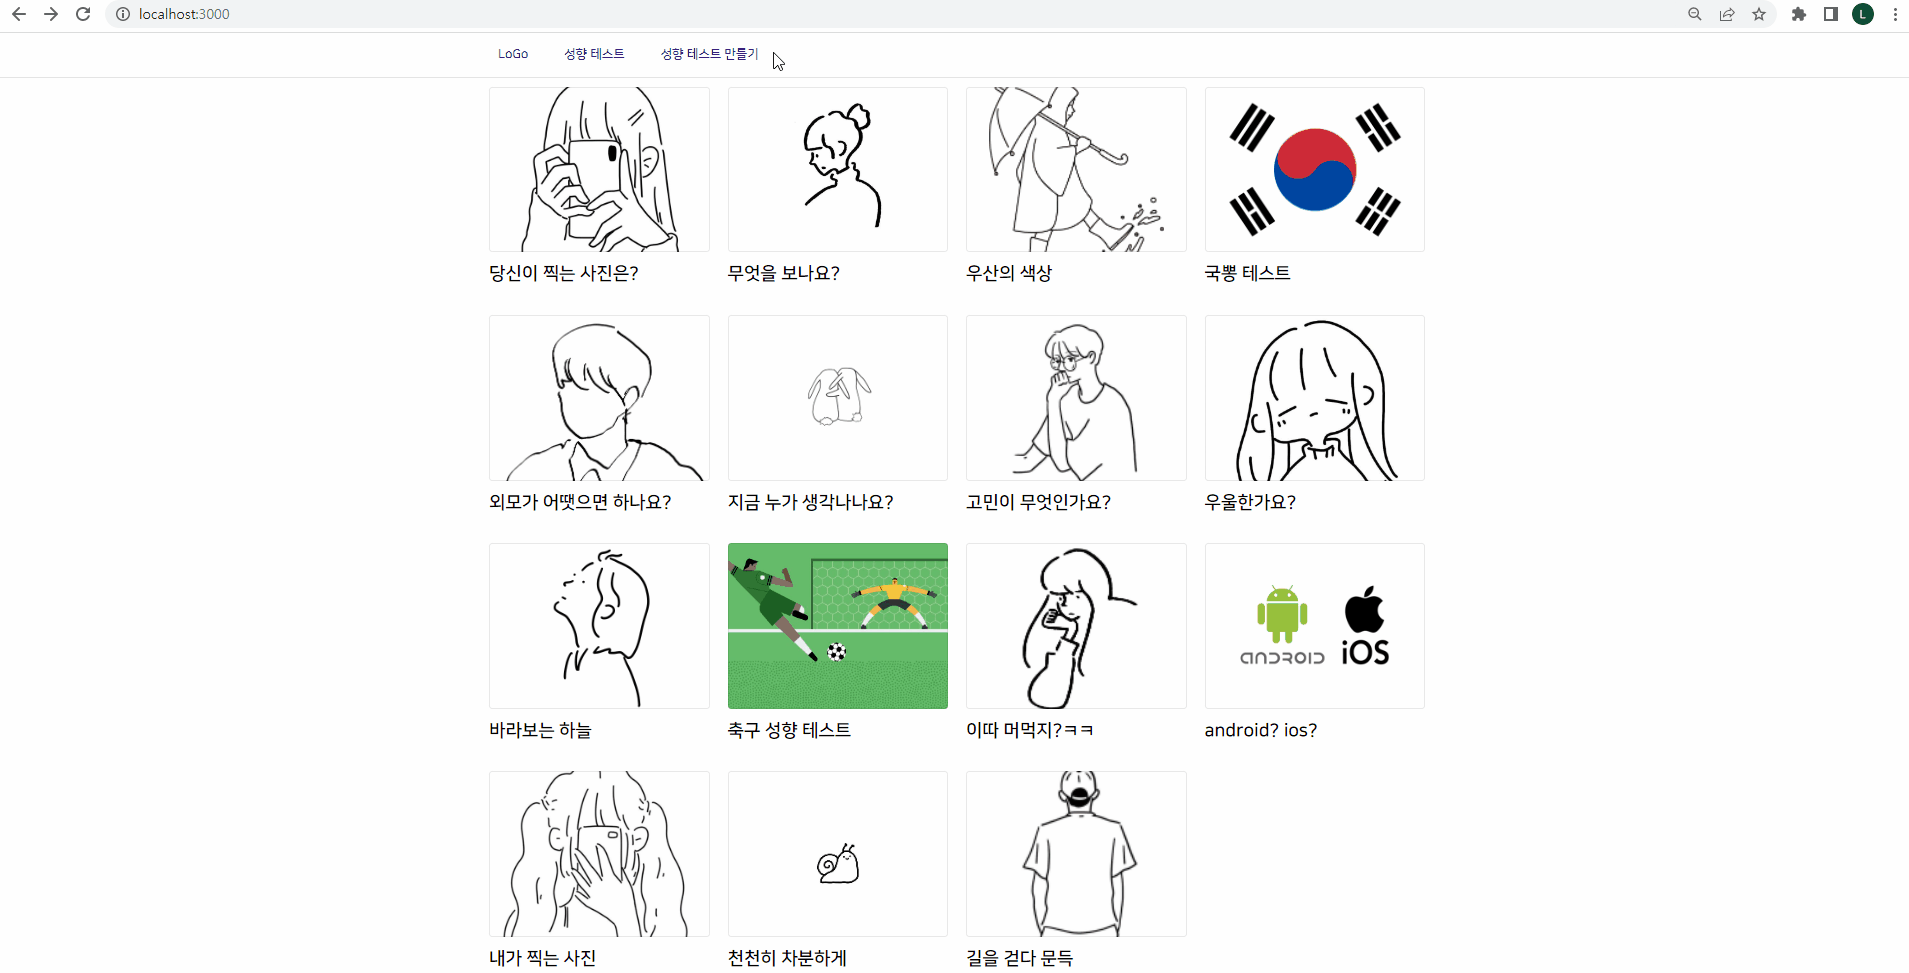 localhost:3000
L
LoGo 성향 테스트 성향 테스트 만들기
당신이 찍는 사진은? 무엇을 보나요? 우산의 색상 국뽕 테스트
외모가 어땟으면 하나요? 지금 누가 생각나나요? 고민이 무엇인가요? 우울한가요?
ANDROID iOS
바라보는 하늘 축구 성향 테스트 이따 머먹지?ㅋㅋ android? ios?
내가 찍는 사진 천천히 차분하게 길을 걷다 문득